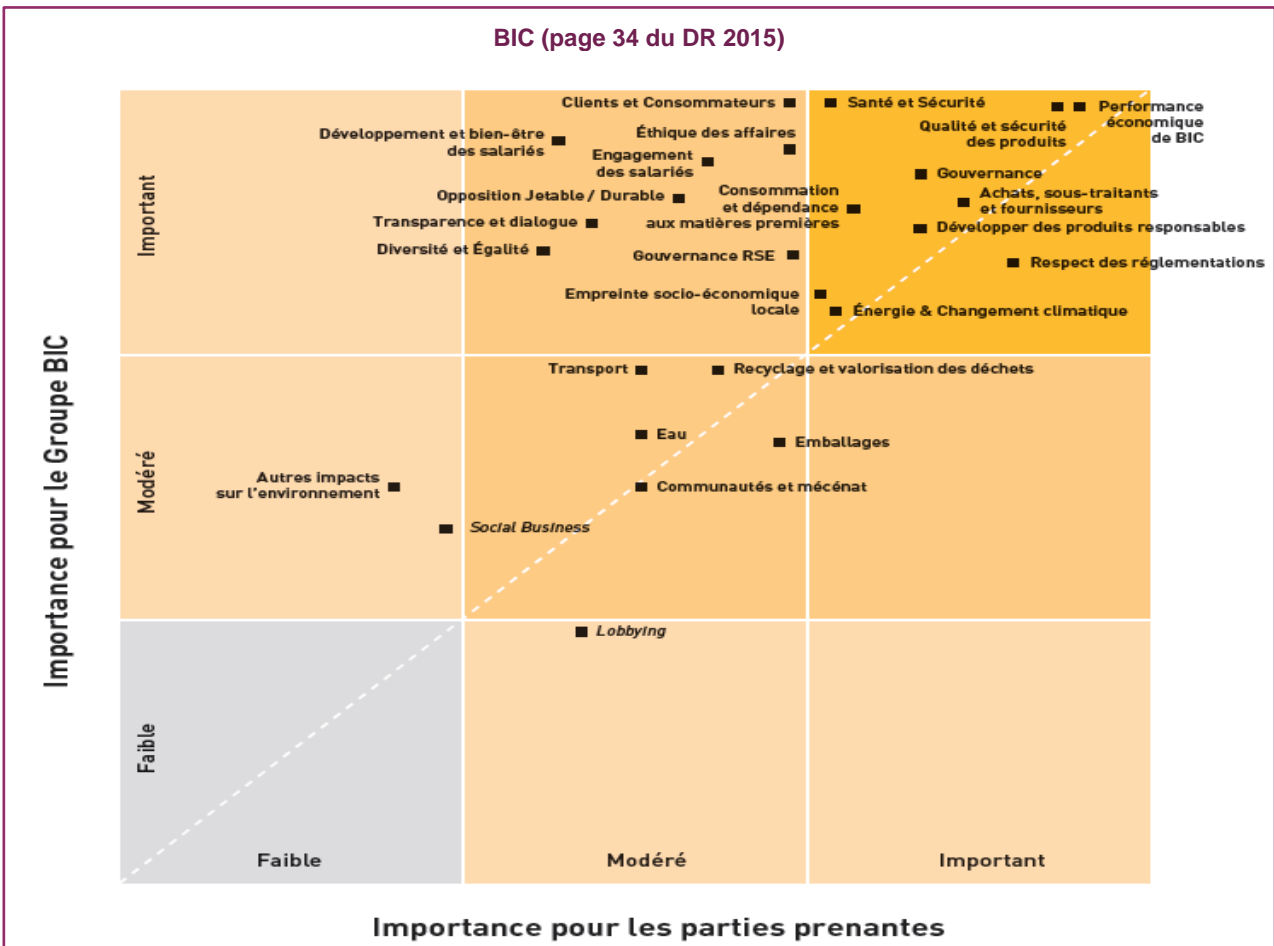 BIC (page 34 du DR 2015)
Clients et Consommateurs
Santé et Sécurité
Performance
économique
de BIC
Développement et bien-être
des salariés
Éthique des affaires
Qualité et sécurité
des produits
Engagement
des salariés
Gouvernance
Opposition Jetable / Durable
Consommation
et dépendance
aux matières premières
Achats, sous-traitants
et fournisseurs
Transparence et dialogue
Développer des produits responsables
Diversité et Égalité
Gouvernance RSE
Respect des réglementations
Empreinte socio-économique
locale
Énergie & Changement climatique
Important
Transport
Recyclage et valorisation des déchets
Eau
Emballages
Autres impacts
sur l'environnement
Communautés et mécénat
Social Business
Modéré
Lobbying
Faible
Importance pour le Groupe BIC
Faible
Modéré
Important
Importance pour les parties prenantes